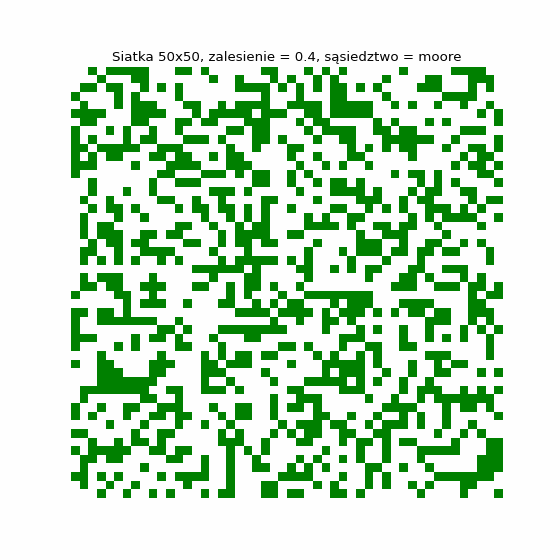 Siatka 50x50, zalesienie = 0.4, sąsiedztwo = moore